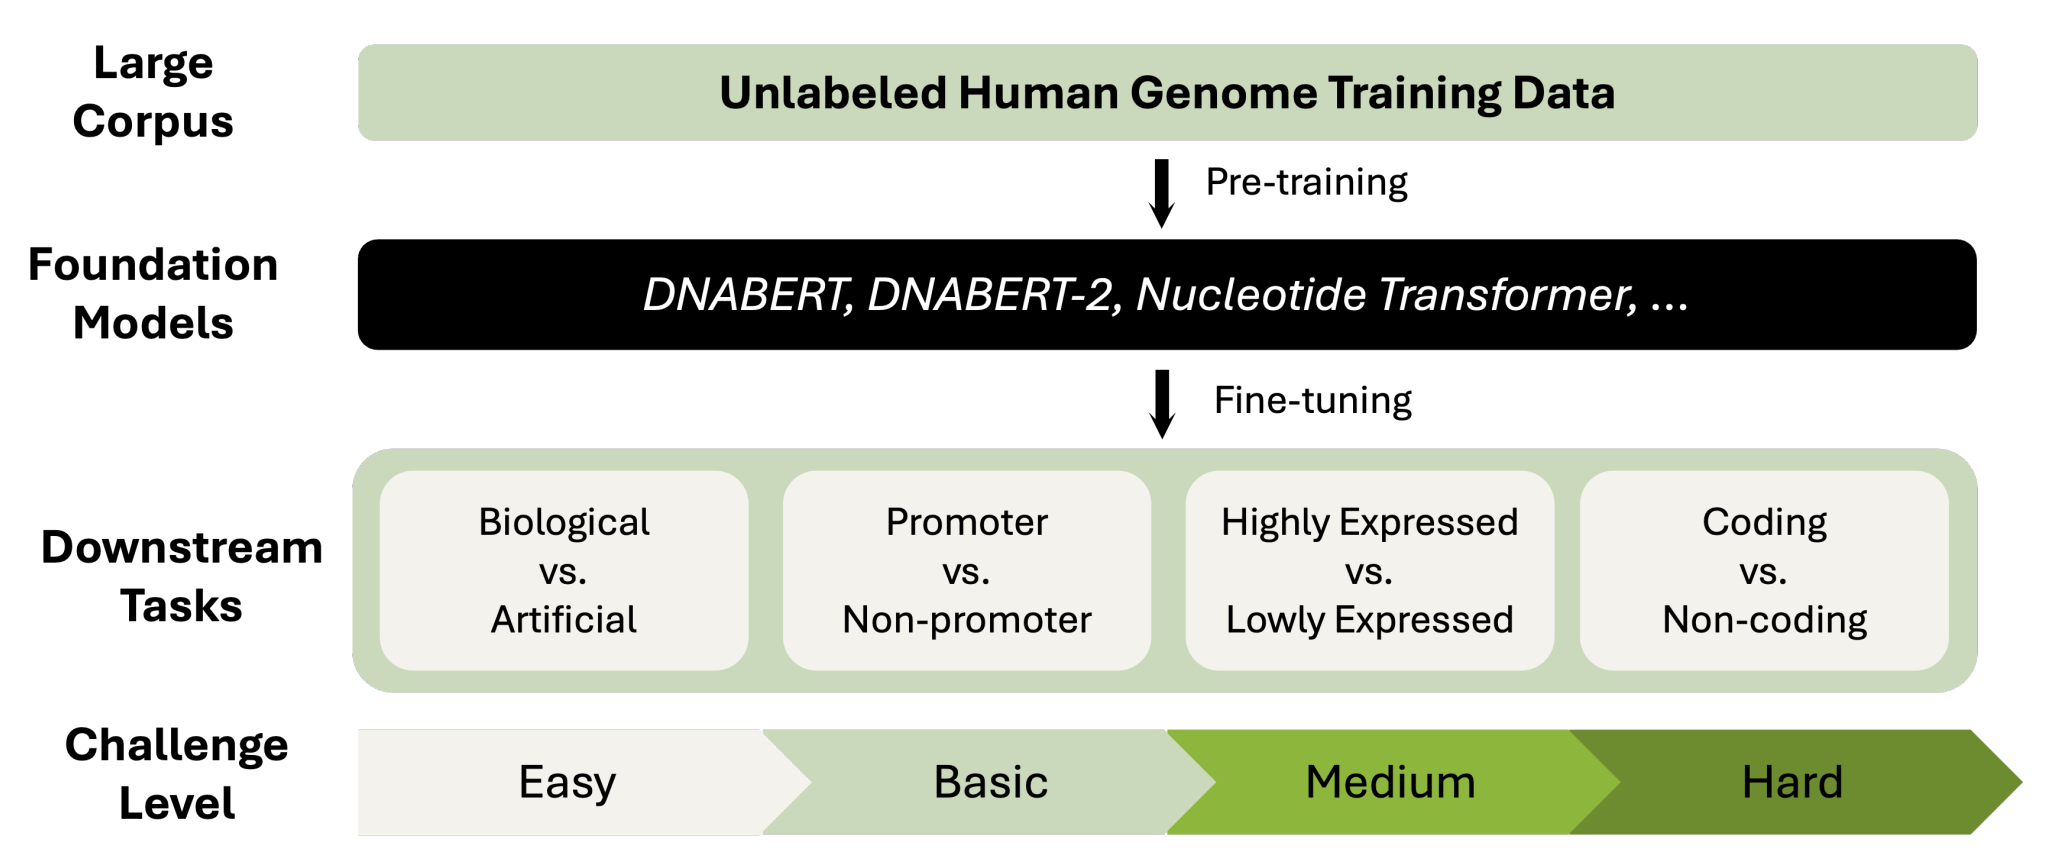 Large
Corpus
Unlabeled Human Genome Training Data
Pre-training
Foundation
Models
DNABERT, DNABERT-2, Nucleotide Transformer, ...
Fine-tuning
Downstream
Tasks
Biological
vs.
Artificial
Promoter
vs.
Non-promoter
Highly Expressed
vs.
Lowly Expressed
Coding
vs.
Non-coding
Challenge
Level
Easy
Basic
Medium
Hard